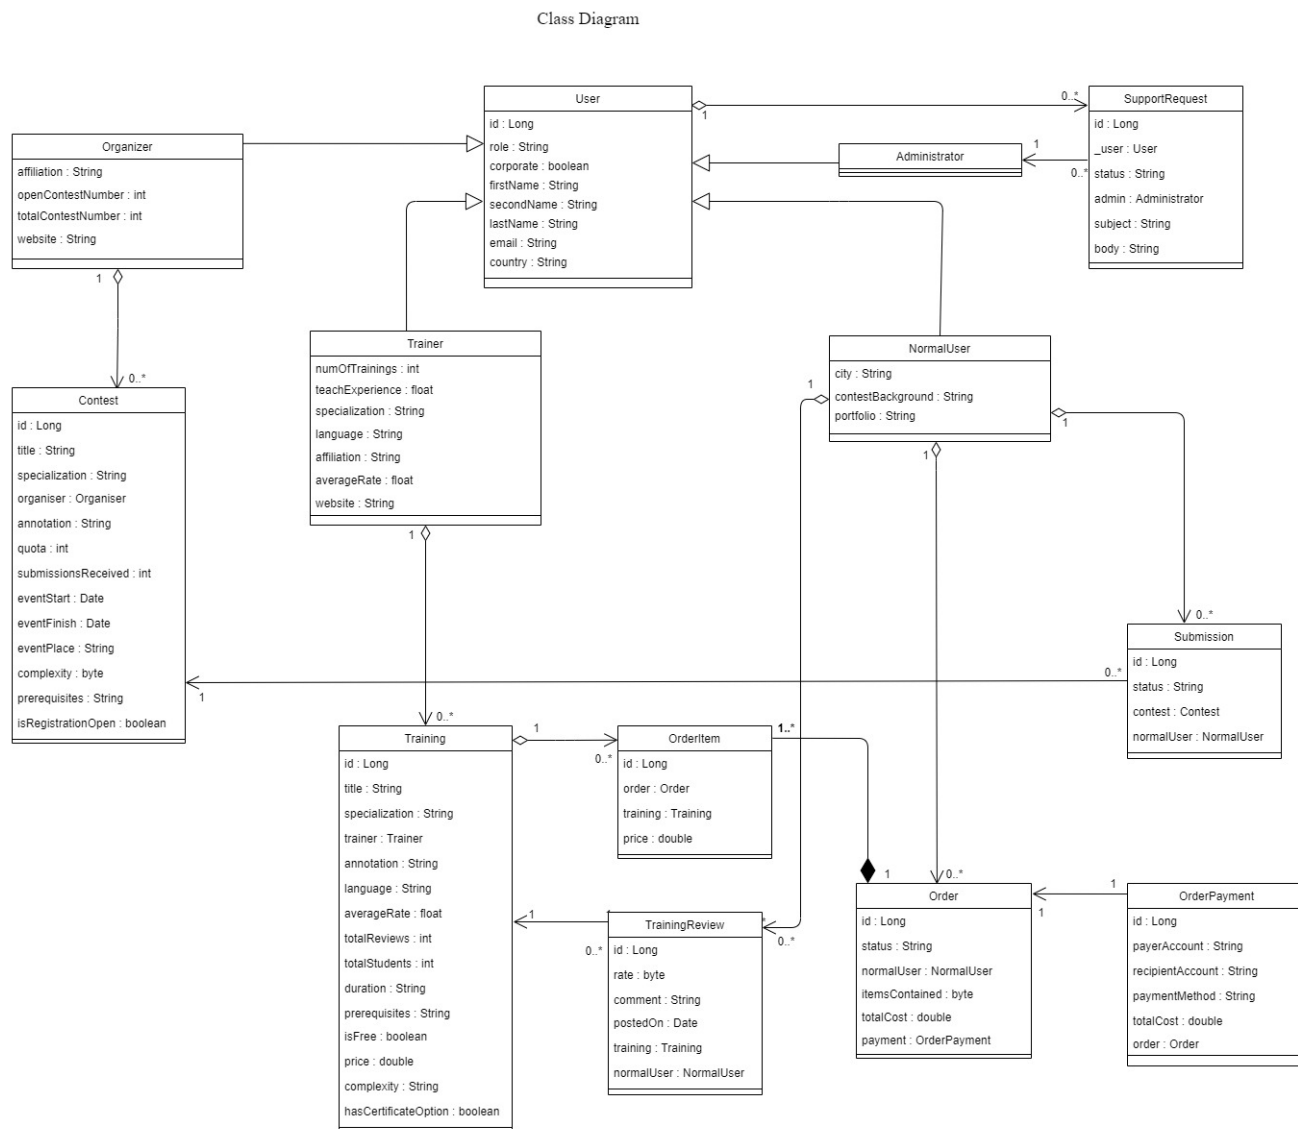 Class Diagram
User
id : Long
role : String
corporate : boolean
firstName : String
secondName : String
lastName : String
email : String
country : String
1
0..*
SupportRequest
id : Long
_user : User
status : String
admin : Administrator
subject : String
body : String
Administrator
1
0..*
Organizer
affiliation : String
openContestNumber : int
totalContestNumber : int
website : String
1
0..*
Trainer
numOfTrainings : int
teachExperience : float
specialization : String
language : String
affiliation : String
averageRate : float
website : String
1
0..*
NormalUser
city : String
contestBackground : String
portfolio : String
1
1
1
Contest
id : Long
title : String
specialization : String
organiser : Organiser
annotation : String
quota : int
submissionsReceived : int
eventStart : Date
eventFinish : Date
eventPlace : String
complexity : byte
prerequisites : String
isRegistrationOpen : boolean
1
0..*
0..*
Submission
id : Long
status : String
contest : Contest
normalUser : NormalUser
Training
id : Long
title : String
specialization : String
trainer : Trainer
annotation : String
language : String
averageRate : float
totalReviews : int
totalStudents : int
duration : String
prerequisites : String
isFree : boolean
price : double
complexity : String
hasCertificateOption : boolean
1
0..*
OrderItem
id : Long
order : Order
training : Training
price : double
1..*
1
1
0..*
TrainingReview
id : Long
rate : byte
comment : String
postedOn : Date
training : Training
normalUser : NormalUser
0..*
0..*
Order
id : Long
status : String
normalUser : NormalUser
itemsContained : byte
totalCost : double
payment : OrderPayment
1
1
OrderPayment
id : Long
payerAccount : String
recipientAccount : String
paymentMethod : String
totalCost : double
order : Order